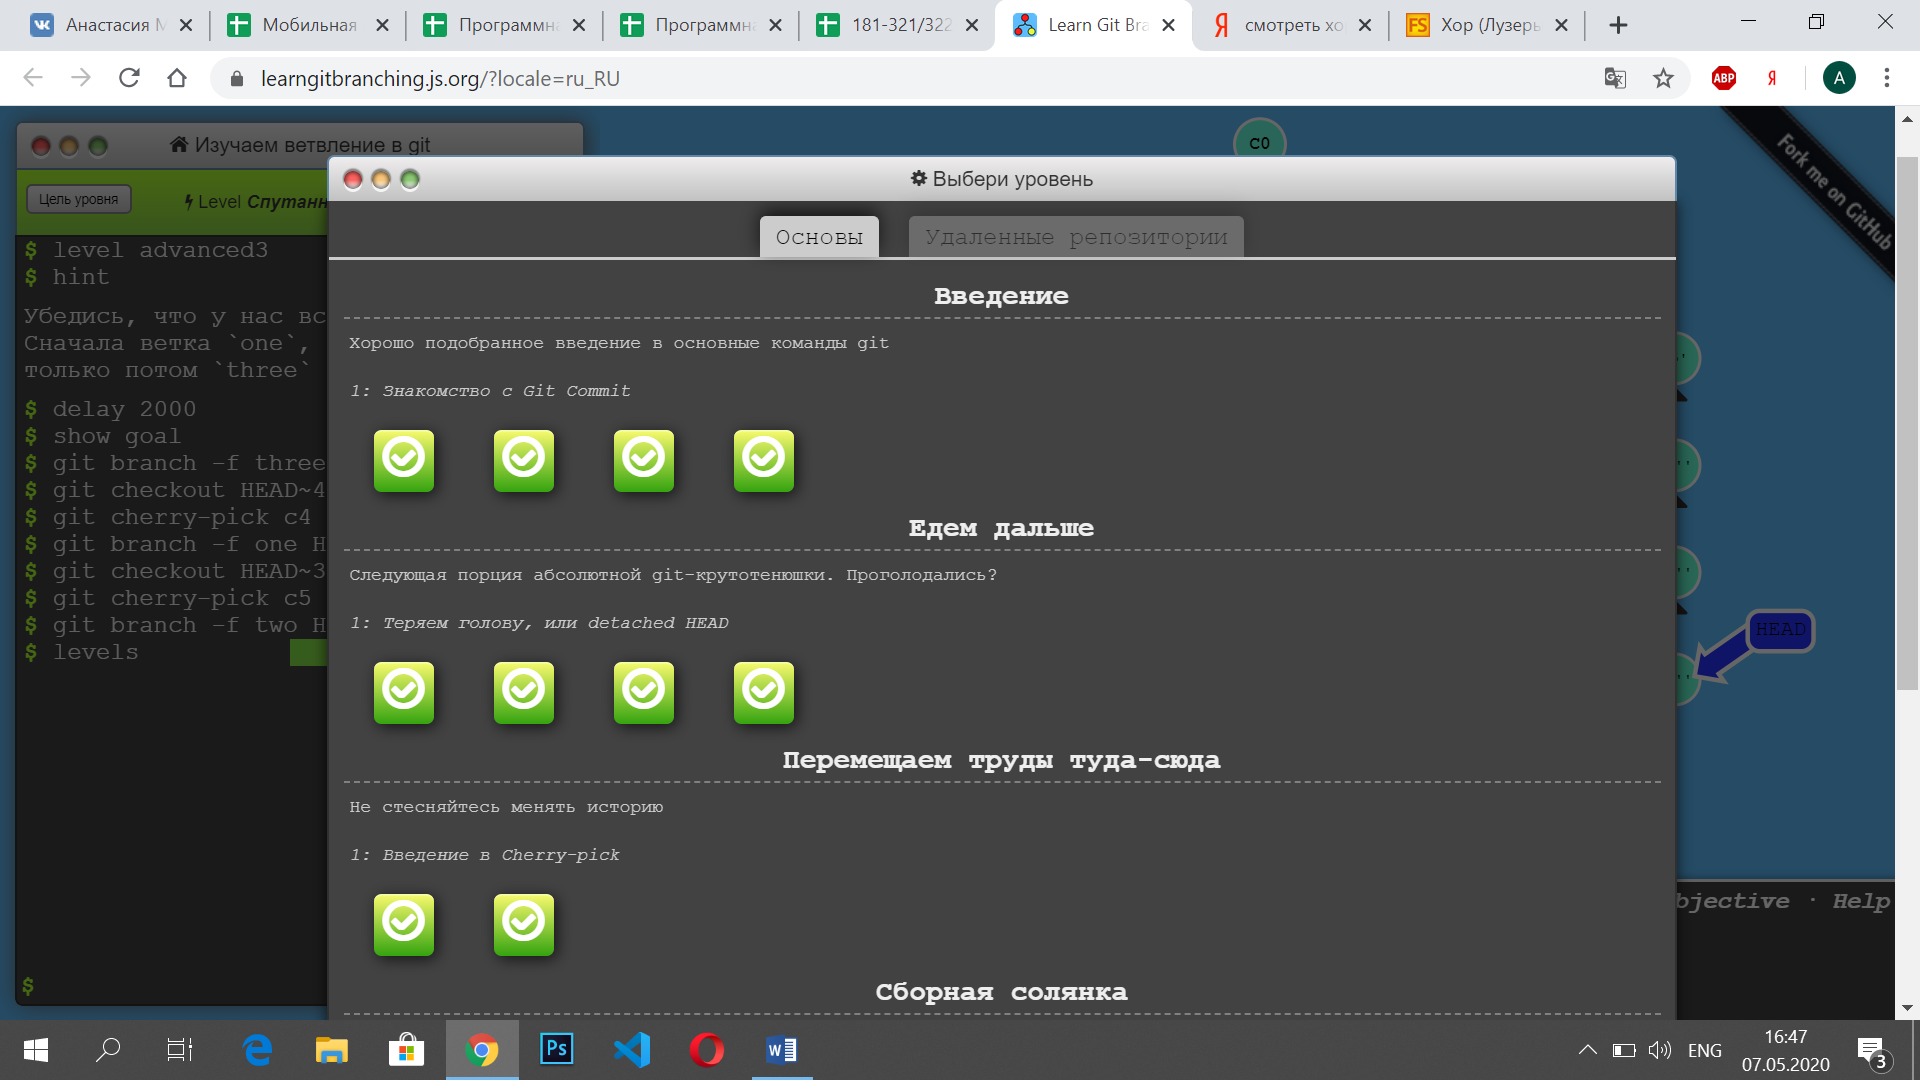 Анастасия М
Мобильная
Программна
Программна
181-321/322
Learn Git Bra
смотреть хо
Хор (Лузеры
learngitbranching.js.org/?locale=ru_RU
ABP
Я
A
Изучаем ветвление в git
C0
Fork me on GitHub
Выбери уровень
Цель уровня
Level Спутанн
Основы
Удаленные репозитории
$ level advanced3
$ hint
Убедись, что у нас вс
Сначала ветка `one`,
только потом `three`
$ delay 2000
$ show goal
$ git branch -f three
$ git checkout HEAD~4
$ git cherry-pick c4
$ git branch -f one H
$ git checkout HEAD~3
$ git cherry-pick c5
$ git branch -f two H
$ levels
$
Введение
Хорошо подобранное введение в основные команды git
1: Знакомство с Git Commit
Едем дальше
Следующая порция абсолютной git-крутотенюшки. Проголодались?
1: Теряем голову, или detached HEAD
HEAD
Перемещаем труды туда-сюда
Не стесняйтесь менять историю
1: Введение в Cherry-pick
bjective · Help
Сборная солянка
Ps
W
ENG
16:47
07.05.2020
3